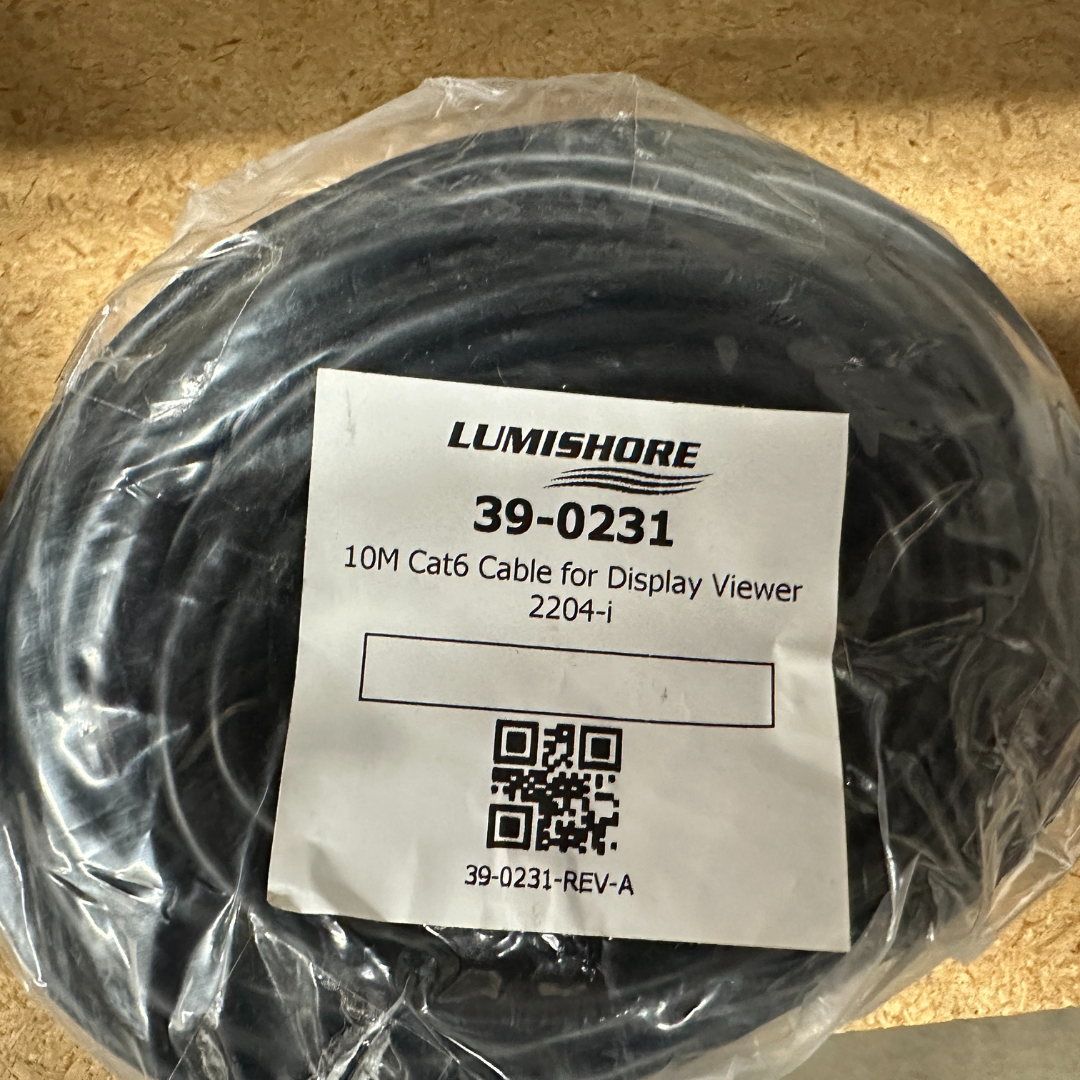 LUMISHORE
39-0231
10M Cat6 Cable for Display Viewer
2204-i
39-0231-REV-A